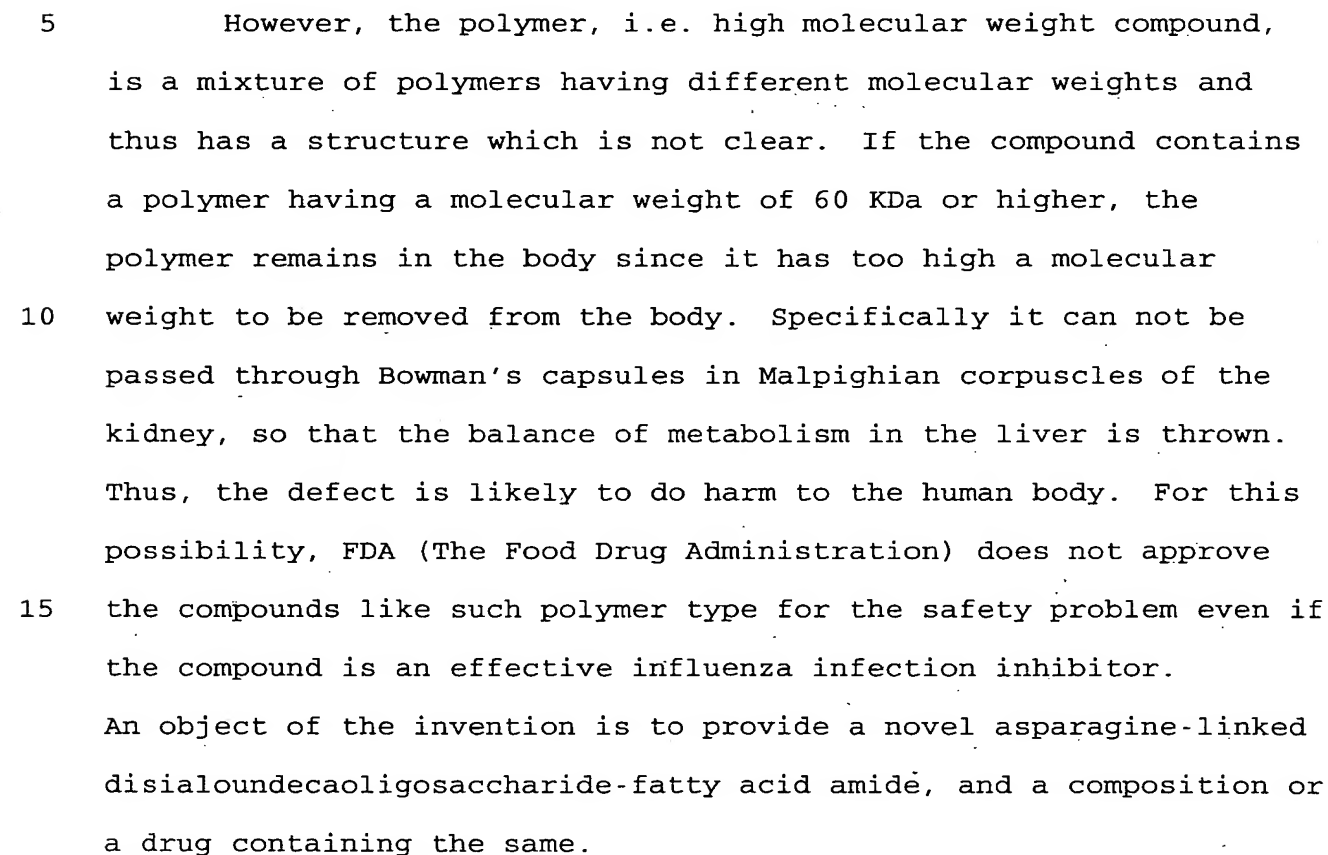 5 However, the polymer, i.e. high molecular weight compound,
is a mixture of polymers having different molecular weights and
thus has a structure which is not clear. If the compound contains
a polymer having a molecular weight of 60 KDa or higher, the
polymer remains in the body since it has too high a molecular
10 weight to be removed from the body. Specifically it can not be
passed through Bowman's capsules in Malpighian corpuscles of the
kidney, so that the balance of metabolism in the liver is thrown.
Thus, the defect is likely to do harm to the human body. For this
possibility, FDA (The Food Drug Administration) does not approve
15 the compounds like such polymer type for the safety problem even if
the compound is an effective influenza infection inhibitor.
An object of the invention is to provide a novel asparagine-linked
disialoundecaoligosaccharide-fatty acid amide, and a composition or
a drug containing the same.